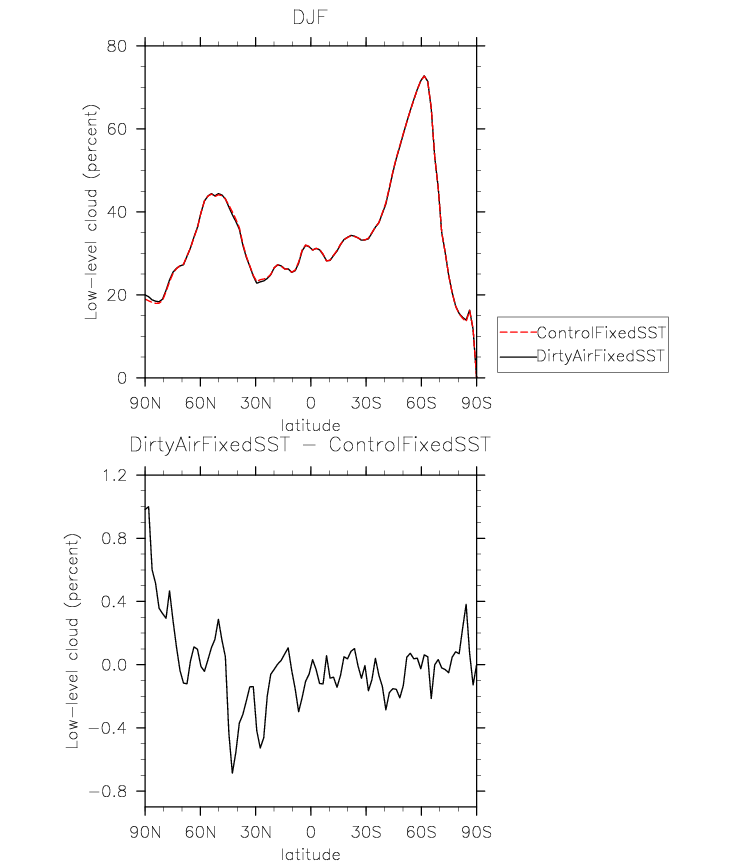 DJF
80
60
40
20
0
Low-level cloud (percent)
90N 60N 30N 0 30S 60S 90S
latitude
ControlFixedSST
DirtyAirFixedSST
DirtyAirFixedSST - ControlFixedSST
1.2
0.8
0.4
0.0
-0.4
-0.8
Low-level cloud (percent)
90N 60N 30N 0 30S 60S 90S
latitude